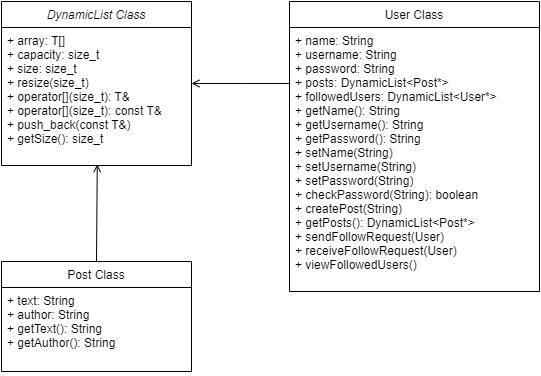 DynamicList Class
+ array: T[]
+ capacity: size_t
+ size: size_t
+ resize(size_t)
+ operator[](size_t): T&
+ operator[](size_t): const T&
+ push_back(const T&)
+ getSize(): size_t
User Class
+ name: String
+ username: String
+ password: String
+ posts: DynamicList<Post*>
+ followedUsers: DynamicList<User*>
+ getName(): String
+ getUsername(): String
+ getPassword(): String
+ setName(String)
+ setUsername(String)
+ setPassword(String)
+ checkPassword(String): boolean
+ createPost(String)
+ getPosts(): DynamicList<Post*>
+ sendFollowRequest(User)
+ receiveFollowRequest(User)
+ viewFollowedUsers()
Post Class
+ text: String
+ author: String
+ getText(): String
+ getAuthor(): String